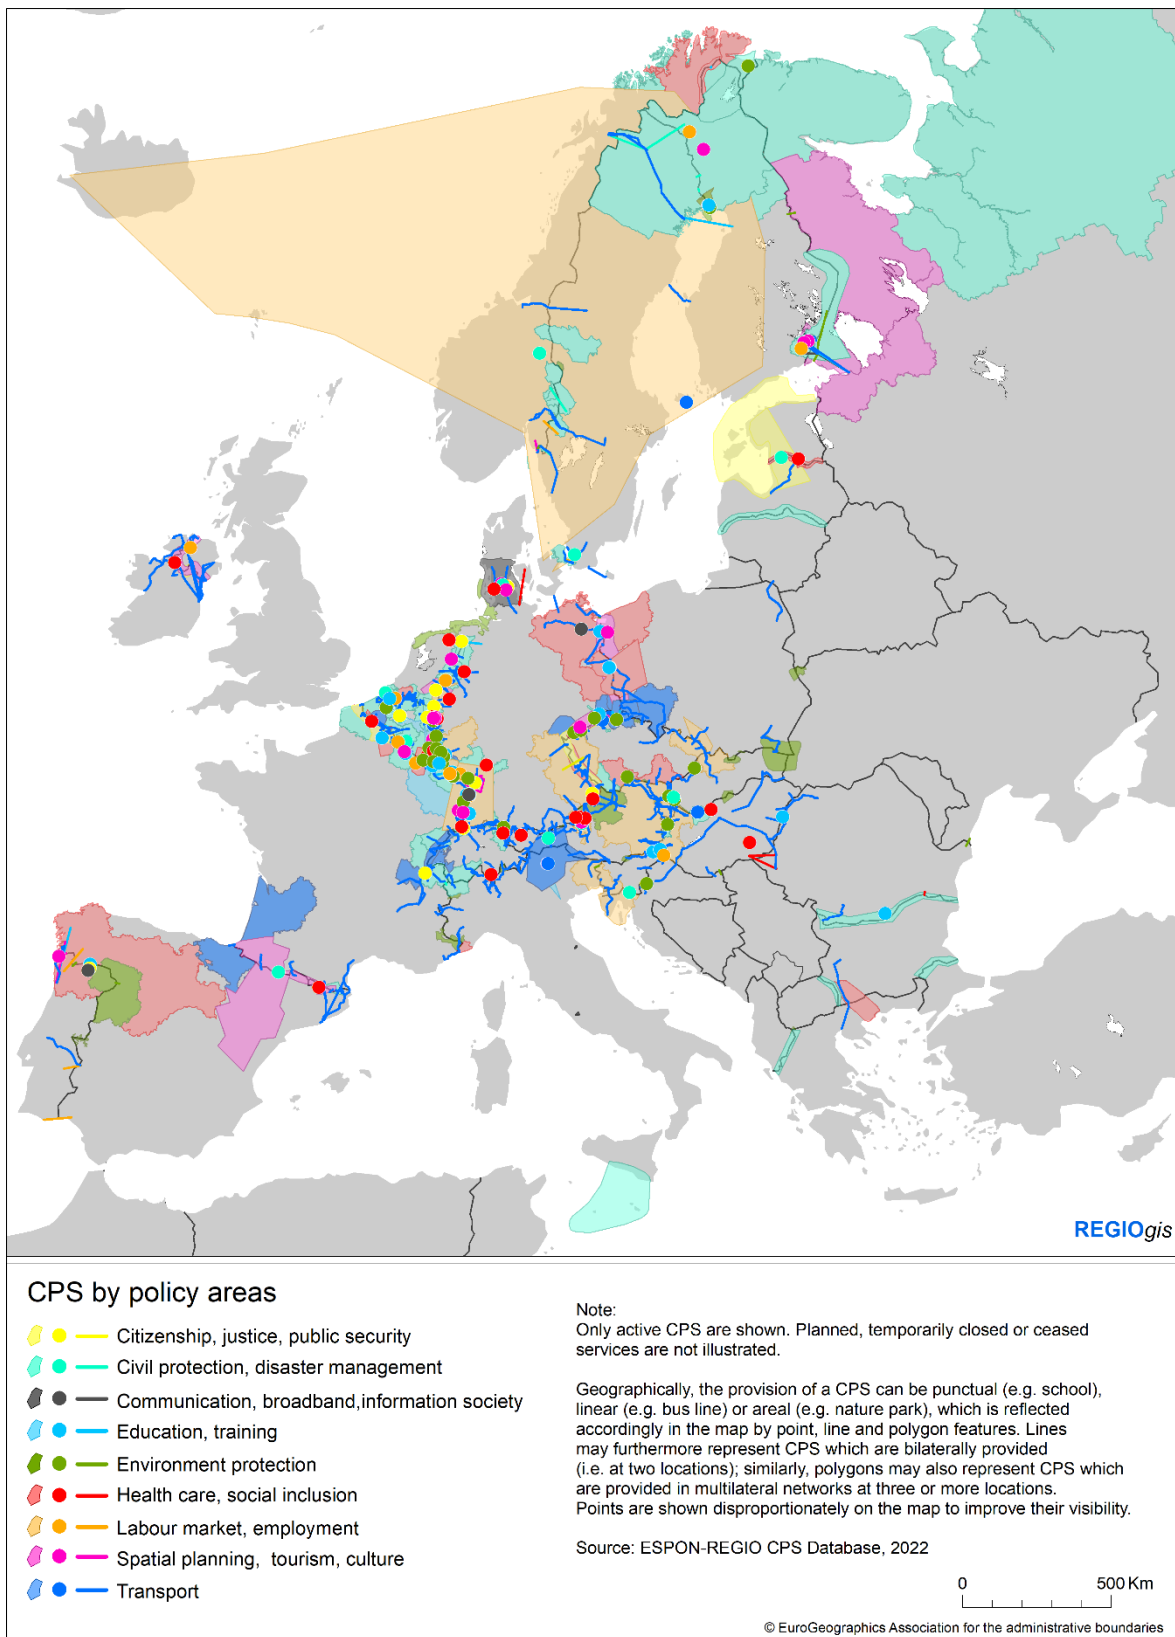 REGIOgis
CPS by policy areas
Citizenship, justice, public security
Civil protection, disaster management
Communication, broadband,information society
Education, training
Environment protection
Health care, social inclusion
Labour market, employment
Spatial planning, tourism, culture
Transport
Note:
Only active CPS are shown. Planned, temporarily closed or ceased
services are not illustrated.
Geographically, the provision of a CPS can be punctual (e.g. school),
linear (e.g. bus line) or areal (e.g. nature park), which is reflected
accordingly in the map by point, line and polygon features. Lines
may furthermore represent CPS which are bilaterally provided
(i.e. at two locations); similarly, polygons may also represent CPS which
are provided in multilateral networks at three or more locations.
Points are shown disproportionately on the map to improve their visibility.
Source: ESPON-REGIO CPS Database, 2022
0 500 Km
© EuroGeographics Association for the administrative boundaries